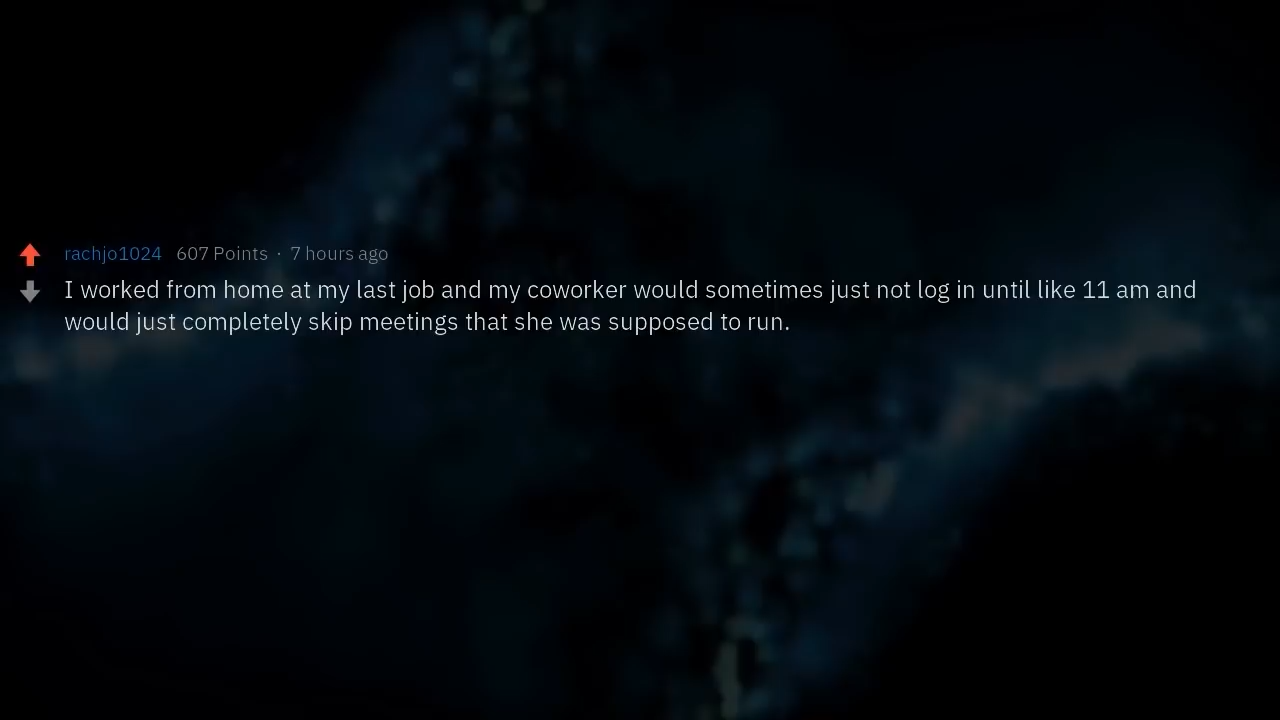 rachjo1024 607 Points · 7 hours ago
I worked from home at my last job and my coworker would sometimes just not log in until like 11 am and
would just completely skip meetings that she was supposed to run.